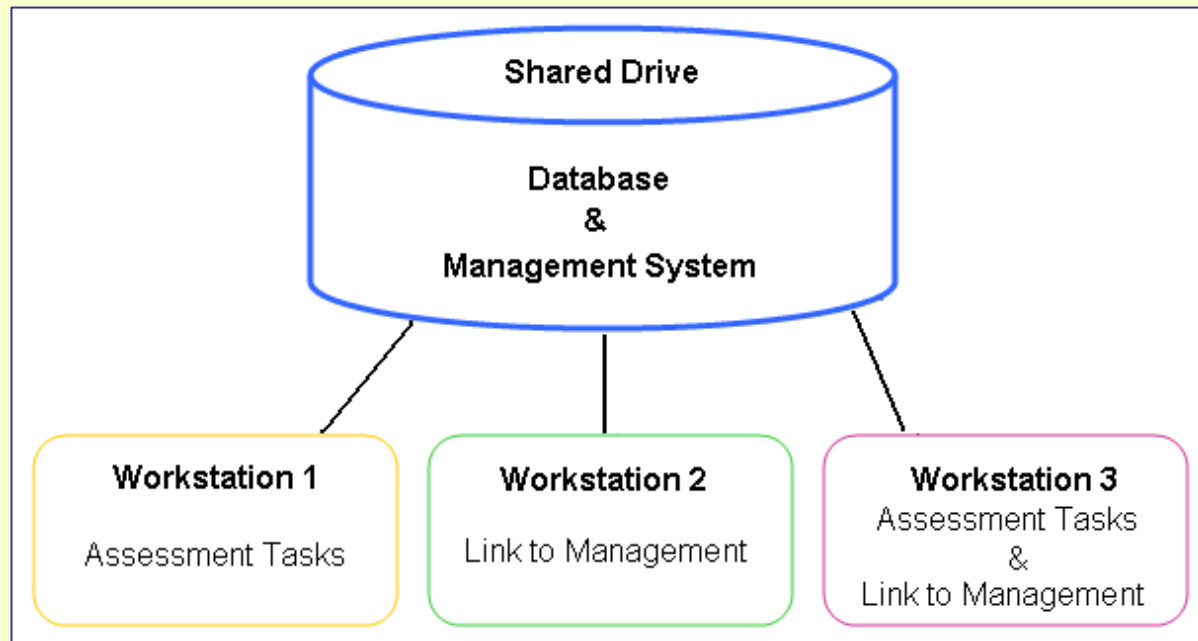 Shared Drive
Database
&
Management System
Workstation 1
Assessment Tasks
Workstation 2
Link to Management
Workstation 3
Assessment Tasks
&
Link to Management